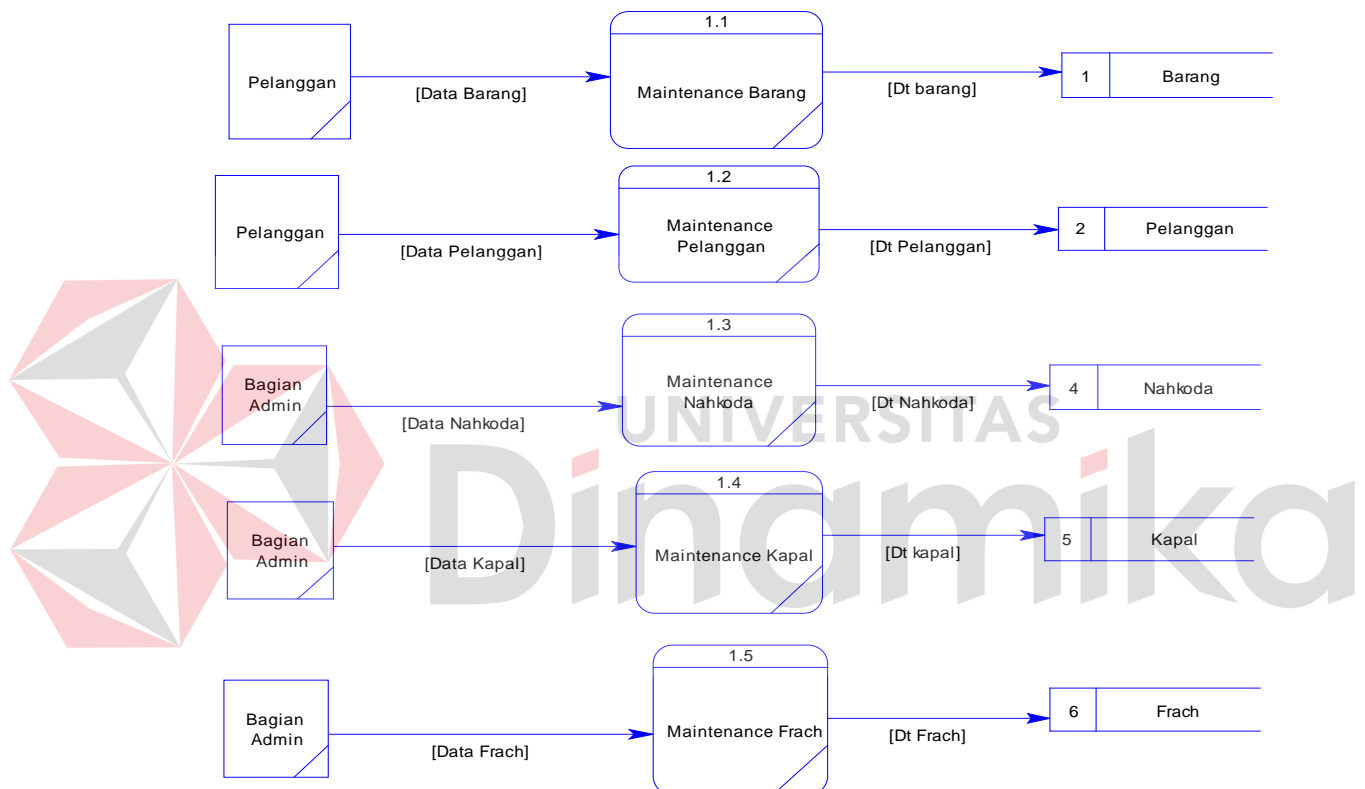 1.1
Pelanggan
[Data Barang]
Maintenance Barang
[Dt barang]
1
Barang
1.2
Pelanggan
[Data Pelanggan]
Maintenance
Pelanggan
[Dt Pelanggan]
2
Pelanggan
1.3
Bagian
Admin
[Data Nahkoda]
Maintenance
Nahkoda
[Dt Nahkoda]
4
Nahkoda
UNIVERSITAS
Dinamika
1.4
Bagian
Admin
[Data Kapal]
Maintenance Kapal
[Dt kapal]
5
Kapal
1.5
Bagian
Admin
[Data Frach]
Maintenance Frach
[Dt Frach]
6
Frach